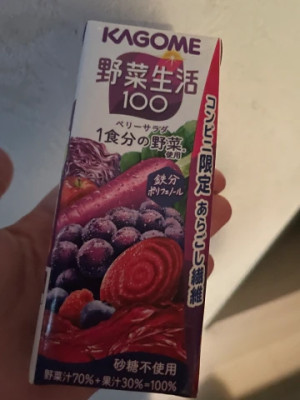 KAGOME
野菜生活
100
ベリーサラダ
1食分の野菜
使用
コンビニ限定 あらごし繊維
鉄分
ポリフェノール
砂糖不使用
野菜汁70%+果汁30%=100%